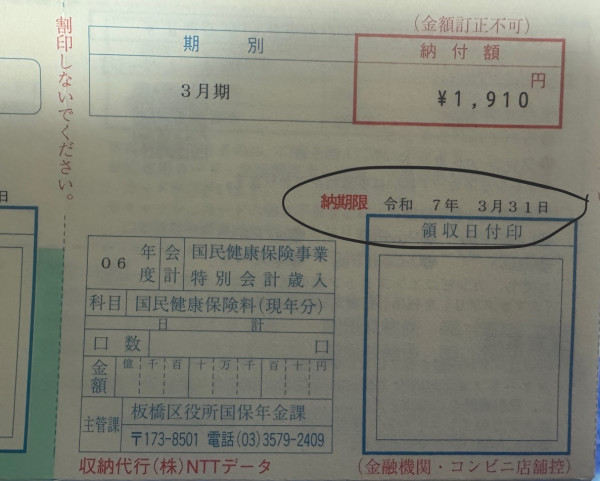 割印しないでください。
(金額訂正不可)
期 別
納付額
3月期
円
¥1,910
納期限 令和 7年 3月31日
日
領収日付印
06 年度 会計 国民健康保険事業
特別会計歳入
科目 国民健康保険料(現年分)
日 計
口数 口
金額 億 千 百 十 万 千 百 十 円
主管課 板橋区役所国保年金課
〒173-8501 電話(03)3579-2409
収納代行(株)NTTデータ
(金融機関・コンビニ店舗控)